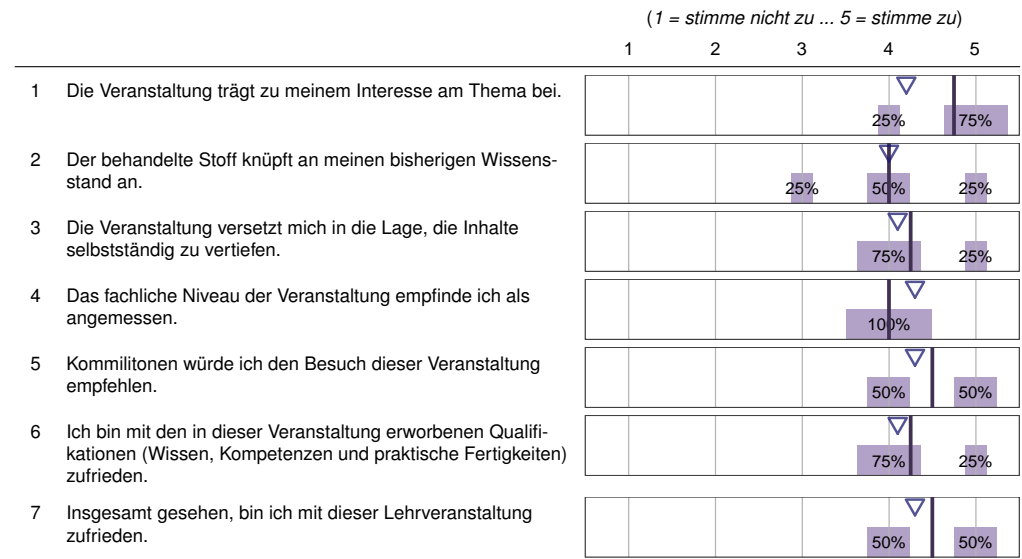 (1 = stimme nicht zu ... 5 = stimme zu)
1 2 3 4 5
1 Die Veranstaltung trägt zu meinem Interesse am Thema bei.
25% 75%
2 Der behandelte Stoff knüpft an meinen bisherigen Wissens-
stand an.
25% 50% 25%
3 Die Veranstaltung versetzt mich in die Lage, die Inhalte
selbstständig zu vertiefen.
75% 25%
4 Das fachliche Niveau der Veranstaltung empfinde ich als
angemessen.
100%
5 Kommilitonen würde ich den Besuch dieser Veranstaltung
empfehlen.
50% 50%
6 Ich bin mit den in dieser Veranstaltung erworbenen Qualifi-
kationen (Wissen, Kompetenzen und praktische Fertigkeiten)
zufrieden.
75% 25%
7 Insgesamt gesehen, bin ich mit dieser Lehrveranstaltung
zufrieden.
50% 50%